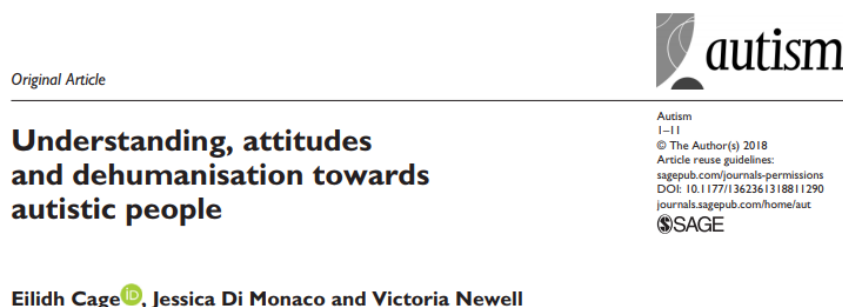 Original Article
autism
Understanding, attitudes
and dehumanisation towards
autistic people
Autism
1–11
© The Author(s) 2018
Article reuse guidelines:
sagepub.com/journals-permissions
DOI: 10.1177/1362361318811290
journals.sagepub.com/home/aut
SAGE
Eilidh Cage iD, Jessica Di Monaco and Victoria Newell